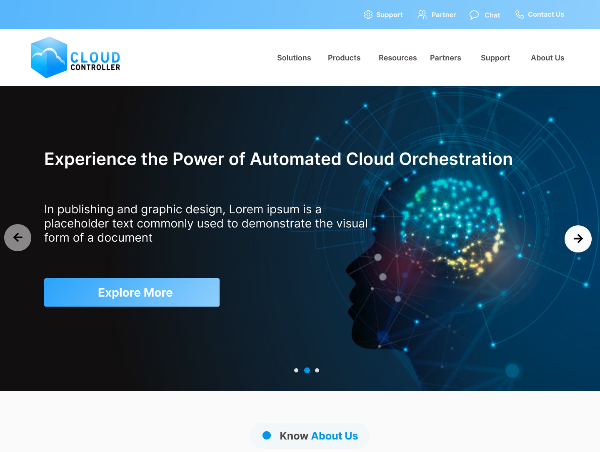 Support Partner Chat Contact Us
CLOUD
CONTROLLER
Solutions Products Resources Partners Support About Us
Experience the Power of Automated Cloud Orchestration
In publishing and graphic design, Lorem ipsum is a
placeholder text commonly used to demonstrate the visual
form of a document
Explore More
Know About Us